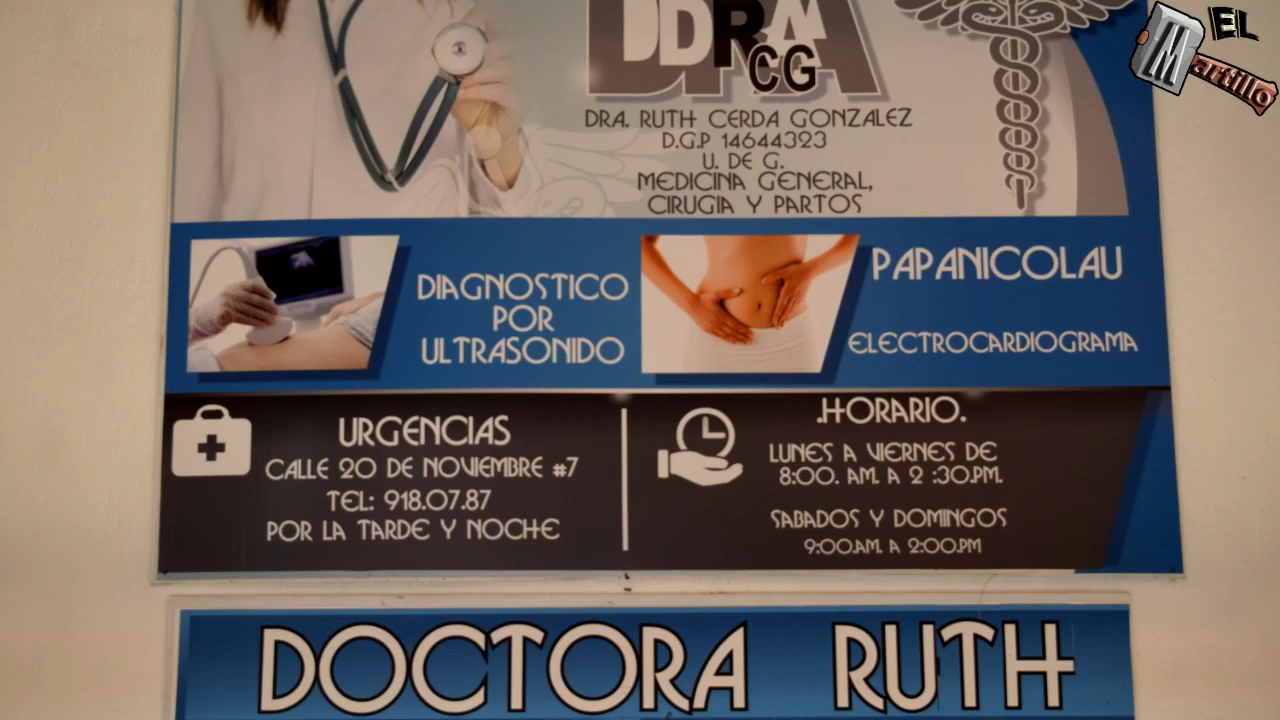 EL
Martillo
DRA
CG
DRA. RUTH CERDA GONZALEZ
D.G.P 14644323
U. DE G.
MEDICINA GENERAL,
CIRUGIA Y PARTOS
DIAGNOSTICO
POR
ULTRASONIDO
PAPANICOLAU
ELECTROCARDIOGRAMA
URGENCIAS
CALLE 20 DE NOVIEMBRE #7
TEL: 918.07.87
POR LA TARDE Y NOCHE
.HORARIO.
LUNES A VIERNES DE
8:00. AM. A 2 :30.PM.
SABADOS Y DOMINGOS
9:00.AM. A 2:00.PM
DOCTORA RUTH